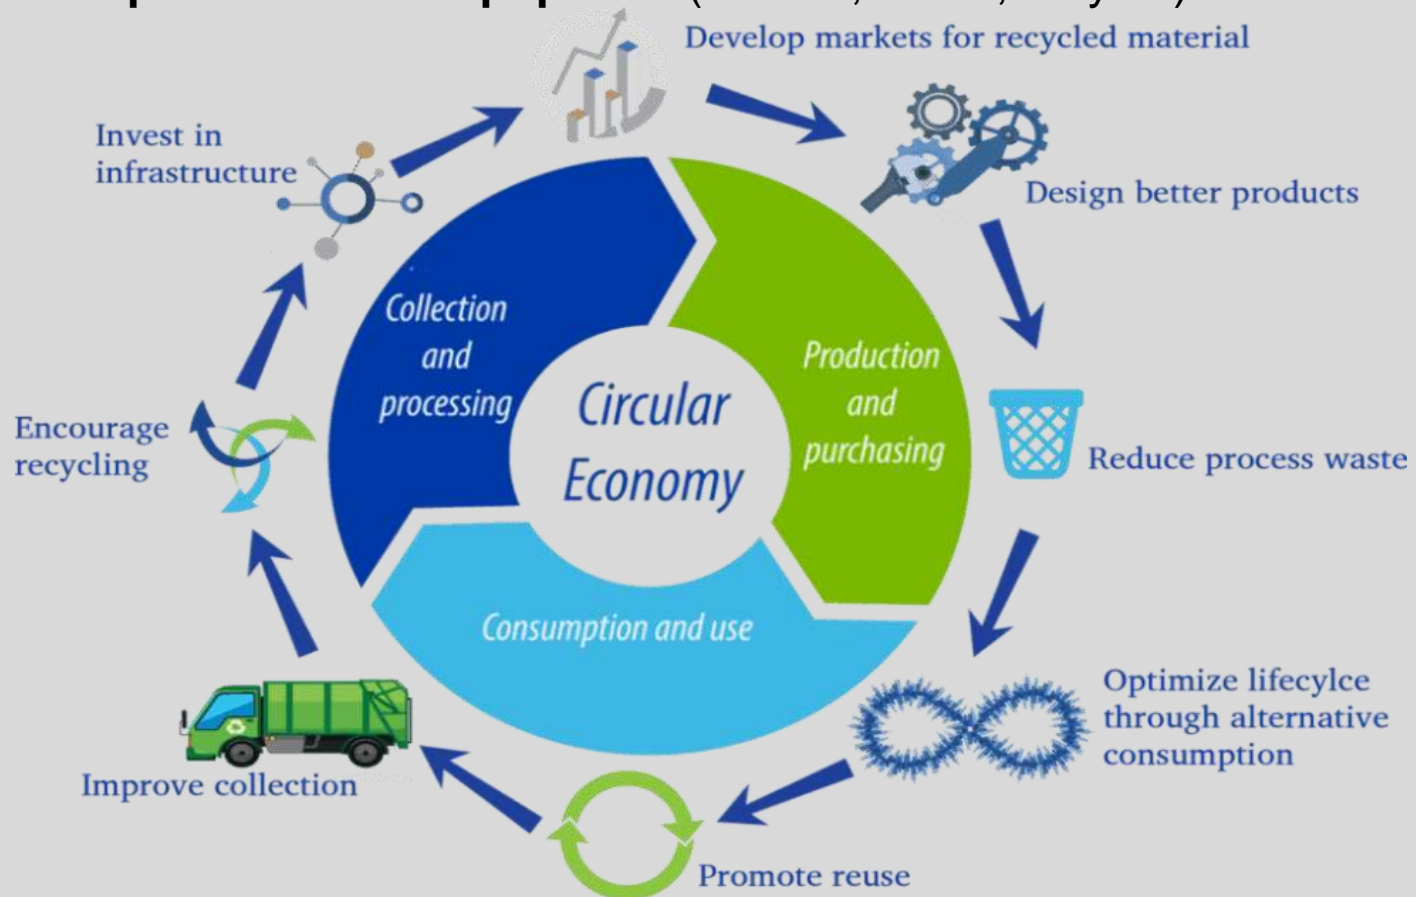 Develop markets for recycled material
Invest in
infrastructure
Design better products
Collection
and
processing
Production
and
purchasing
Circular
Economy
Encourage
recycling
Reduce process waste
Consumption and use
Optimize lifecylce
through alternative
consumption
Improve collection
Promote reuse